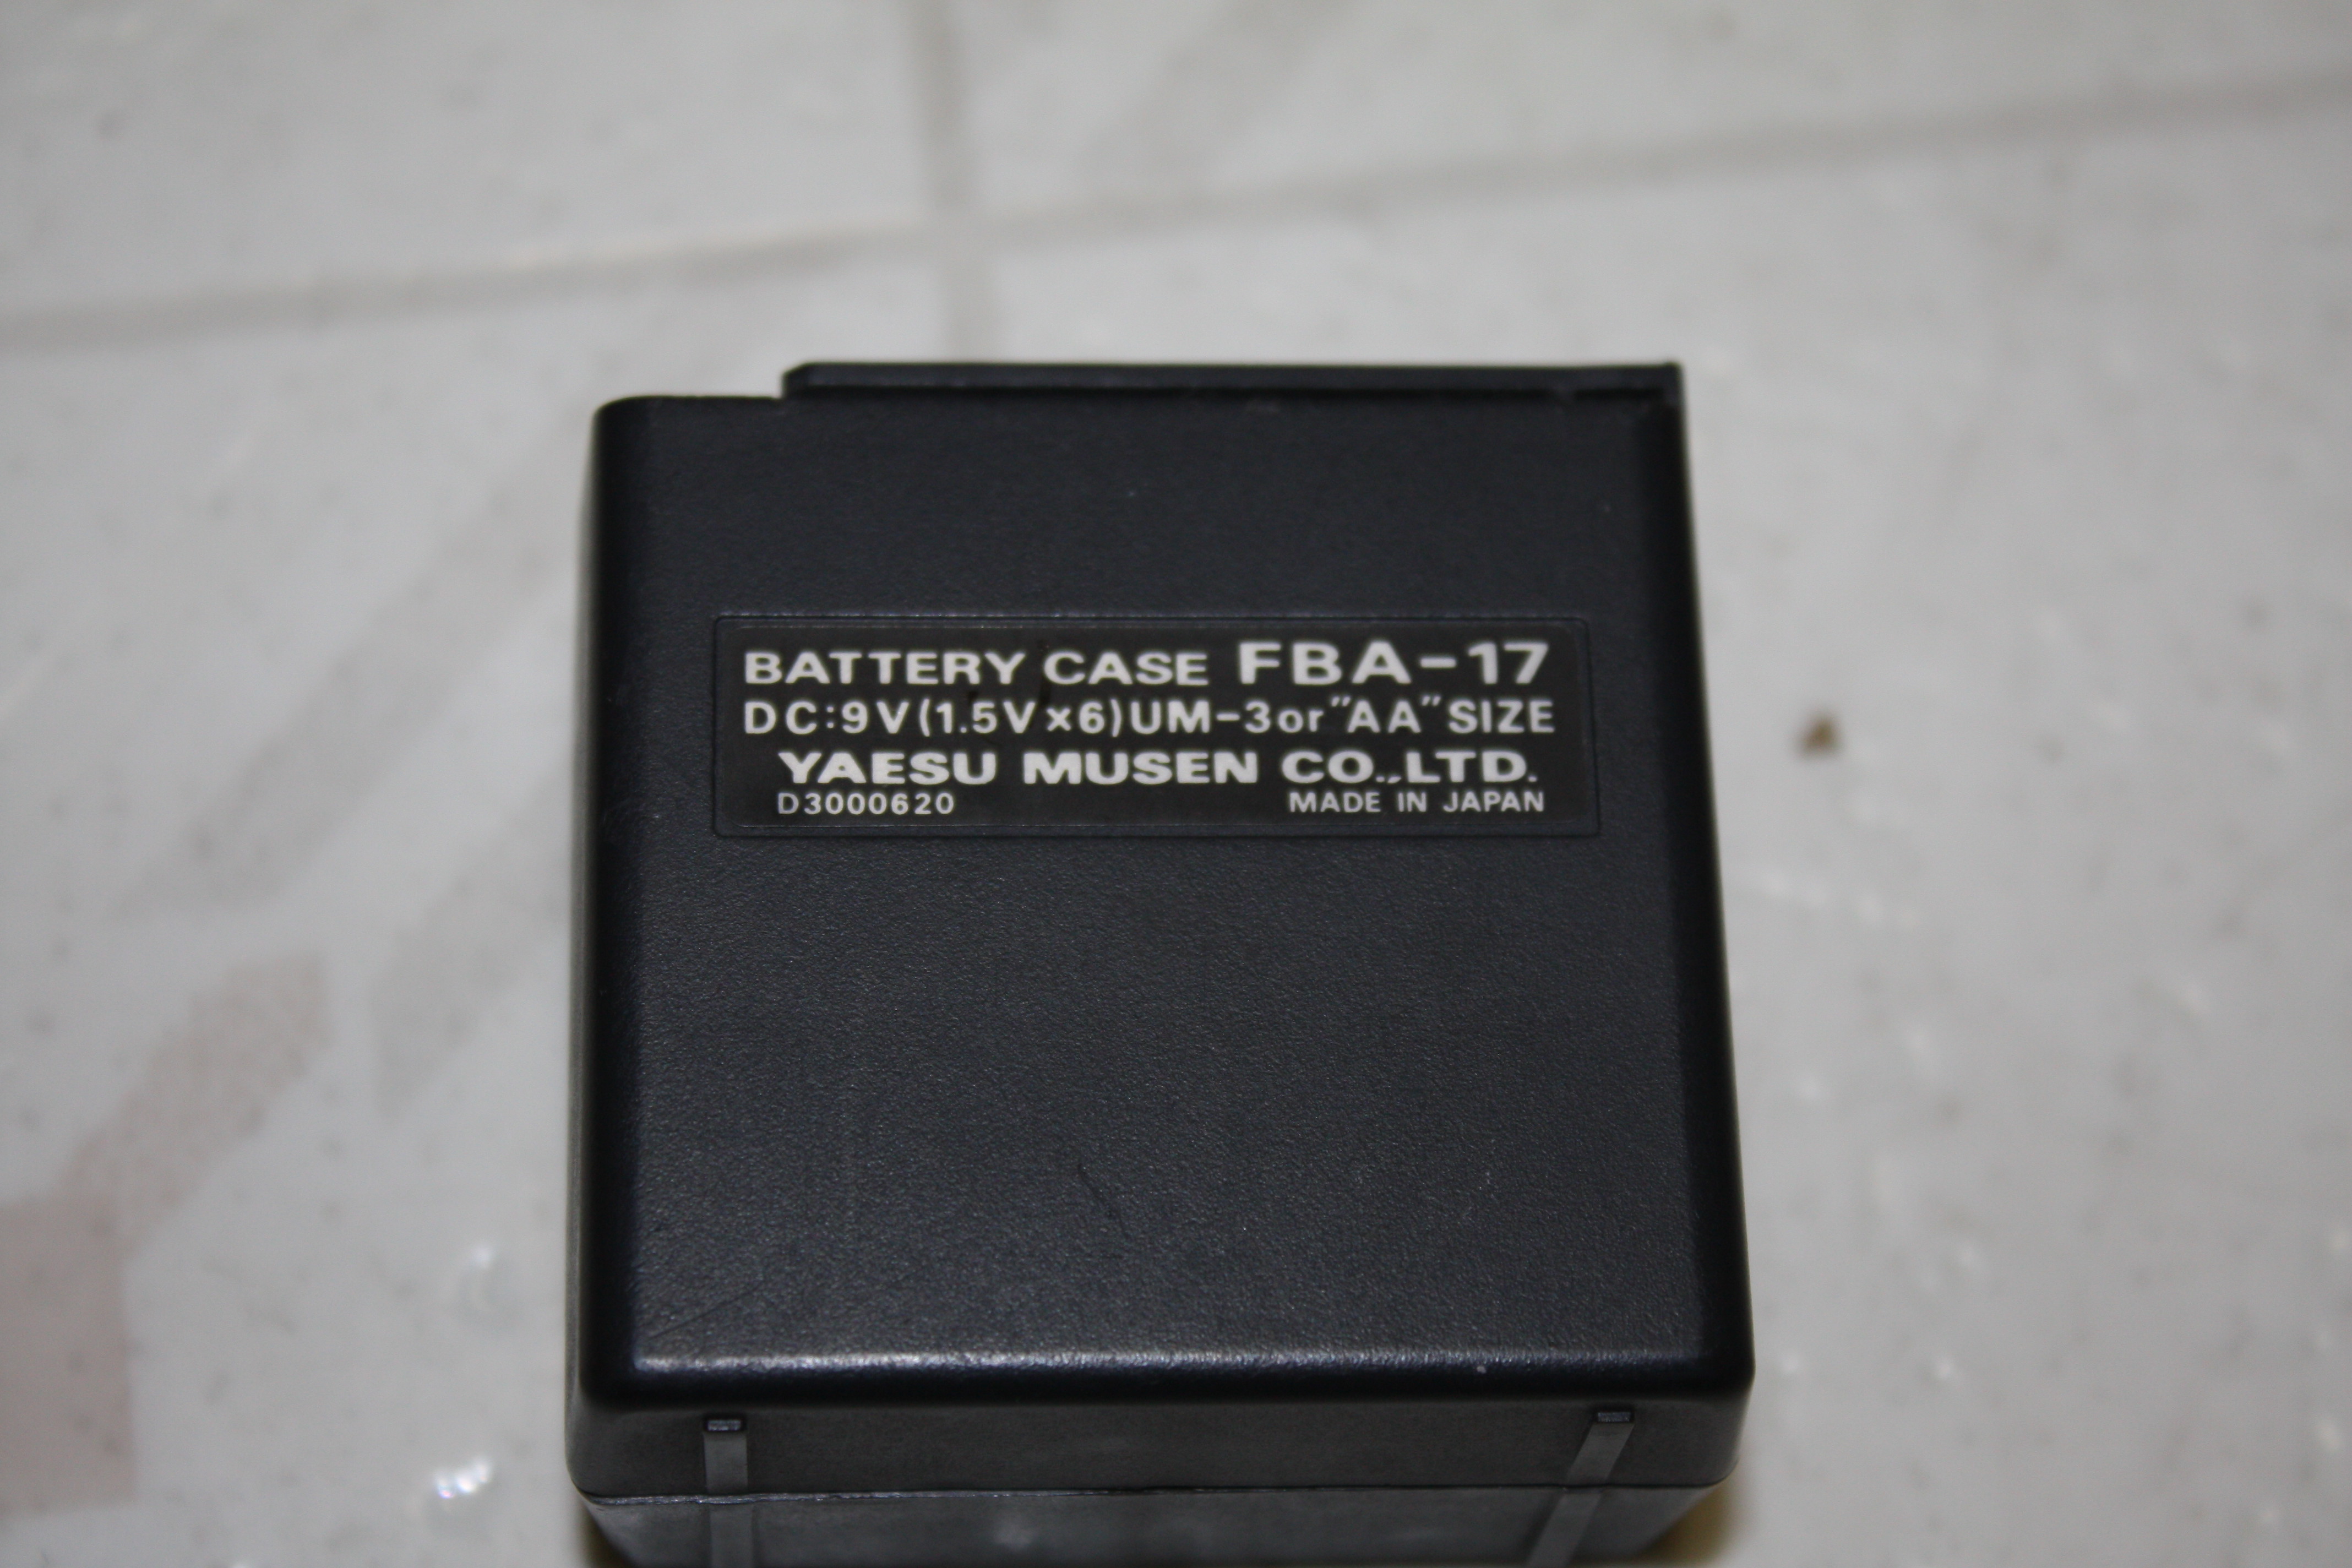 BATTERY CASE FBA-17
DC:9V(1.5V×6)UM-3or"AA"SIZE
YAESU MUSEN CO.,LTD.
D3000620 MADE IN JAPAN